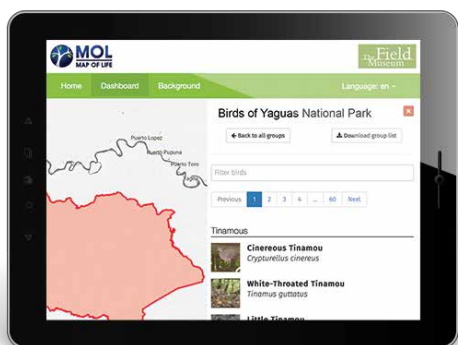 MOL
MAP OF LIFE
The Field
Museum
Home Dashboard Background Language: en
Birds of Yaguas National Park
Back to all groups Download group list
Filter birds
Previous 1 2 3 4 ... 60 Next
Tinamous
Cinereous Tinamou
Crypturellus cinereus
White-Throated Tinamou
Tinamus guttatus
Little Tinamou
Puerto Lopez
Puerto Pupuna
Puerto Toro